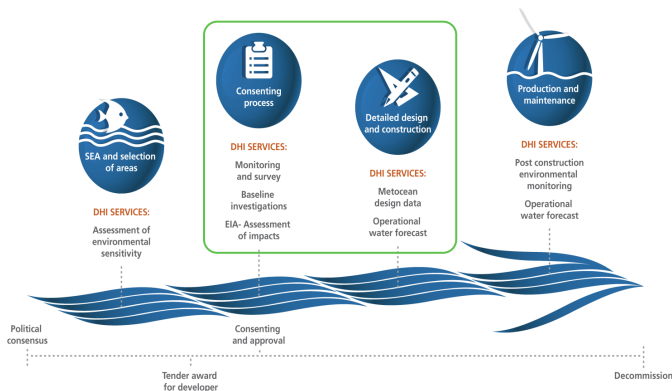 SEA and selection
of areas
DHI SERVICES:
Assessment of
environmental
sensitivity
Consenting
process
DHI SERVICES:
Monitoring
and survey
Baseline
investigations
EIA- Assessment
of impacts
Detailed design
and construction
DHI SERVICES:
Metocean
design data
Operational
water forecast
Production and
maintenance
DHI SERVICES:
Post construction
environmental
monitoring
Operational
water forecast
Political
consensus
Consenting
and approval
Tender award
for developer
Decommission